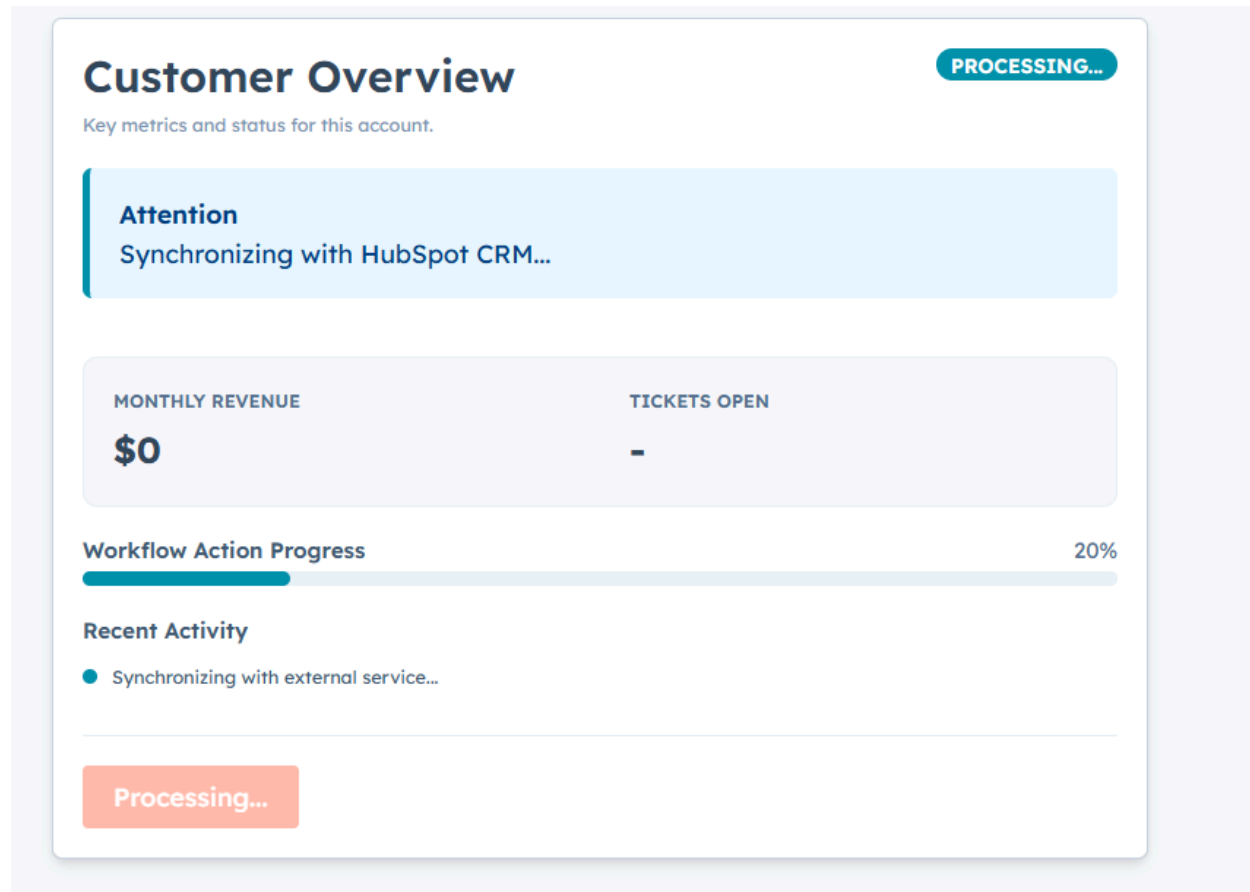 Customer Overview
PROCESSING...
Key metrics and status for this account.
Attention
Synchronizing with HubSpot CRM...
MONTHLY REVENUE
TICKETS OPEN
$0
-
Workflow Action Progress
20%
Recent Activity
Synchronizing with external service...
Processing...